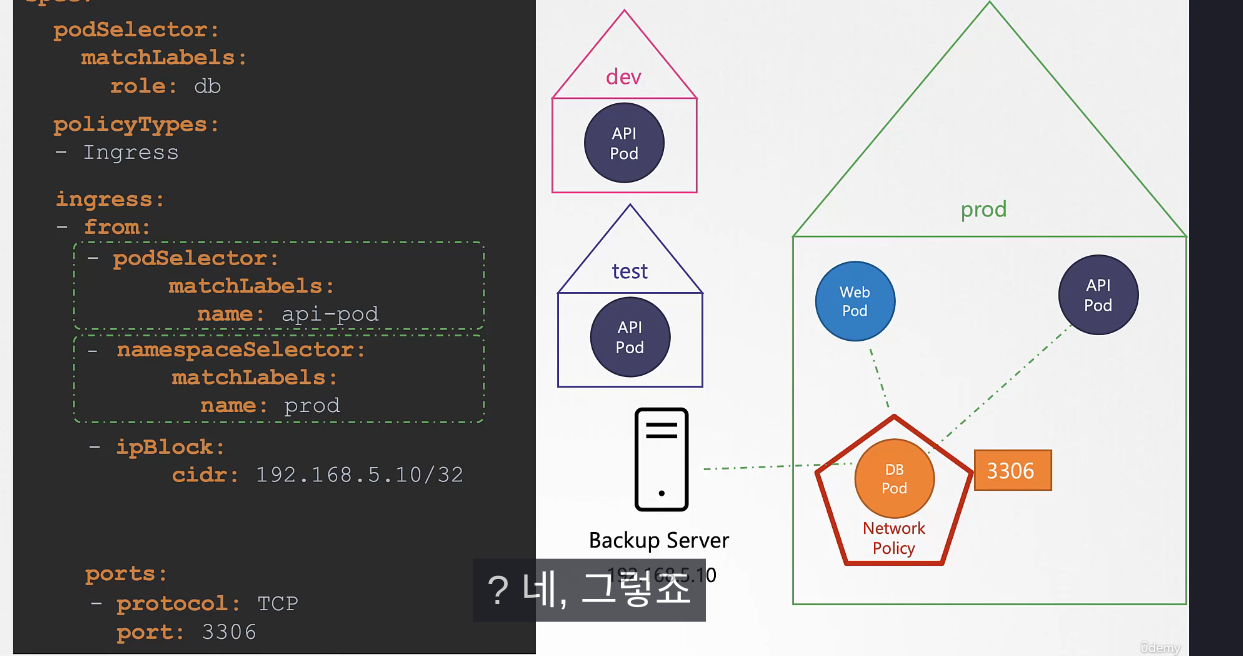 podSelector:
matchLabels:
role: db
policyTypes:
- Ingress
ingress:
- from:
- podSelector:
matchLabels:
name: api-pod
- namespaceSelector:
matchLabels:
name: prod
- ipBlock:
cidr: 192.168.5.10/32
ports:
- protocol: TCP
port: 3306
dev
API
Pod
test
API
Pod
Backup Server
192.168.5.10
prod
Web
Pod
API
Pod
DB
Pod
3306
Network
Policy
? 네, 그렇죠
ûdemy